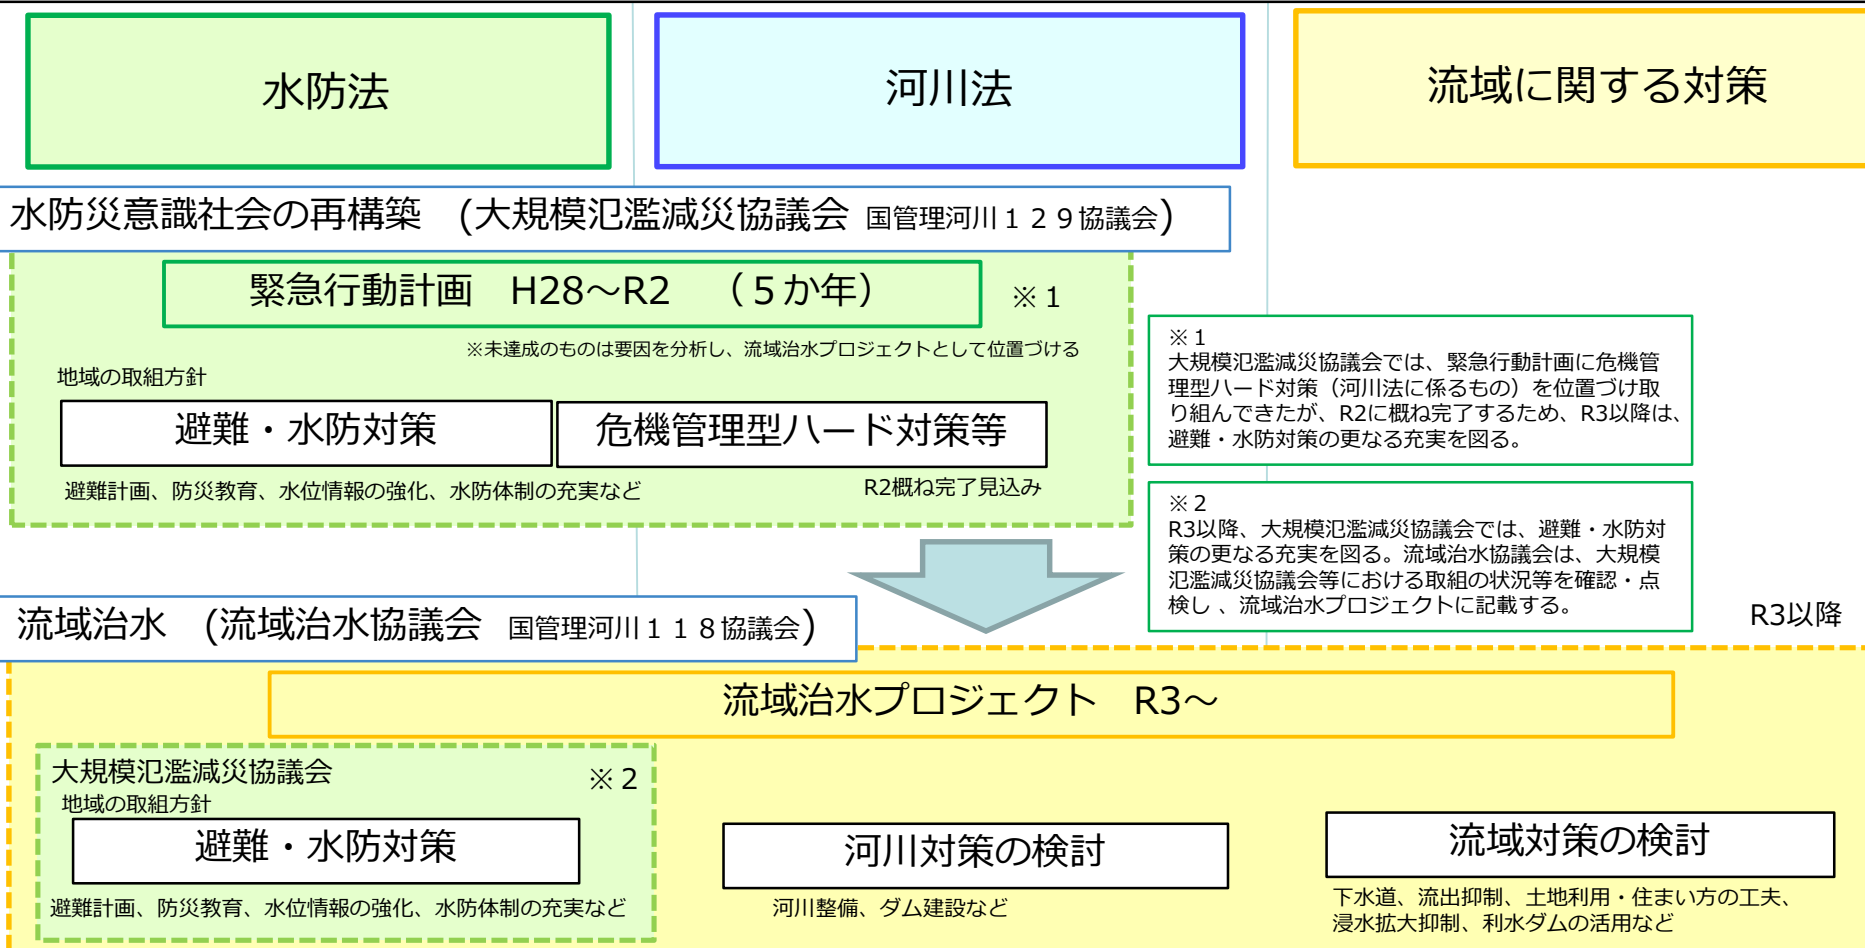 水防法
河川法
流域に関する対策
水防災意識社会の再構築　(大規模氾濫減災協議会 国管理河川１２９協議会)
緊急行動計画　H28～R2　（５か年）
※１
※未達成のものは要因を分析し、流域治水プロジェクトとして位置づける
地域の取組方針
避難・水防対策
危機管理型ハード対策等
避難計画、防災教育、水位情報の強化、水防体制の充実など
R2概ね完了見込み
※１
大規模氾濫減災協議会では、緊急行動計画に危機管
理型ハード対策（河川法に係るもの）を位置づけ取
り組んできたが、R2に概ね完了するため、R3以降は、
避難・水防対策の更なる充実を図る。
※２
R3以降、大規模氾濫減災協議会では、避難・水防対
策の更なる充実を図る。流域治水協議会は、大規模
氾濫減災協議会等における取組の状況等を確認・点
検し 、流域治水プロジェクトに記載する。
流域治水　(流域治水協議会　国管理河川１１８協議会)
R3以降
流域治水プロジェクト　R3～
大規模氾濫減災協議会
※２
地域の取組方針
避難・水防対策
避難計画、防災教育、水位情報の強化、水防体制の充実など
河川対策の検討
河川整備、ダム建設など
流域対策の検討
下水道、流出抑制、土地利用・住まい方の工夫、
浸水拡大抑制、利水ダムの活用など